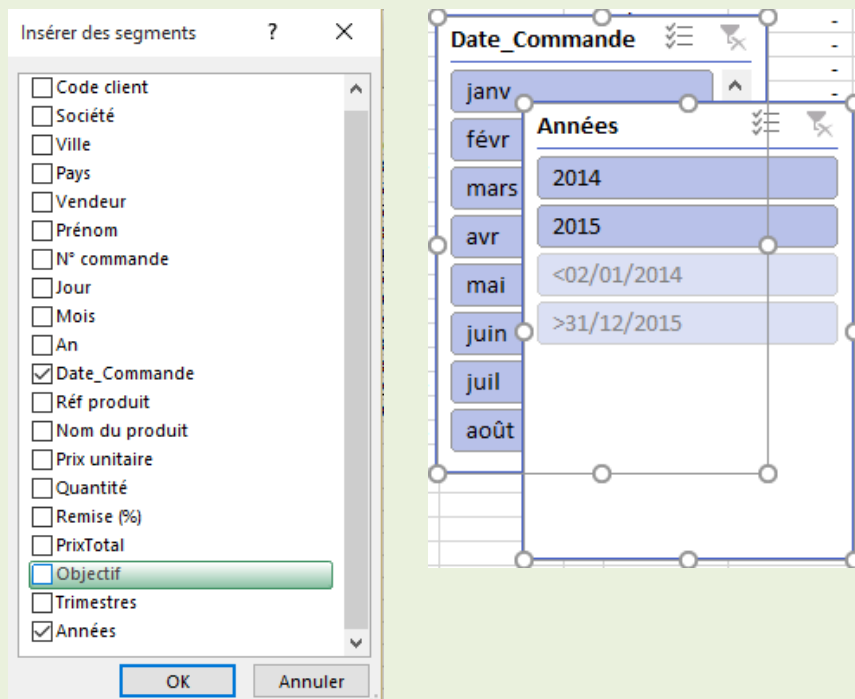 Insérer des segments ? ×
Code client
Société
Ville
Pays
Vendeur
Prénom
N° commande
Jour
Mois
An
Date_Commande
Réf produit
Nom du produit
Prix unitaire
Quantité
Remise (%)
PrixTotal
Objectif
Trimestres
Années
OK
Annuler
Date_Commande
janv
févr
mars
avr
mai
juin
juil
août
Années
2014
2015
<02/01/2014
>31/12/2015